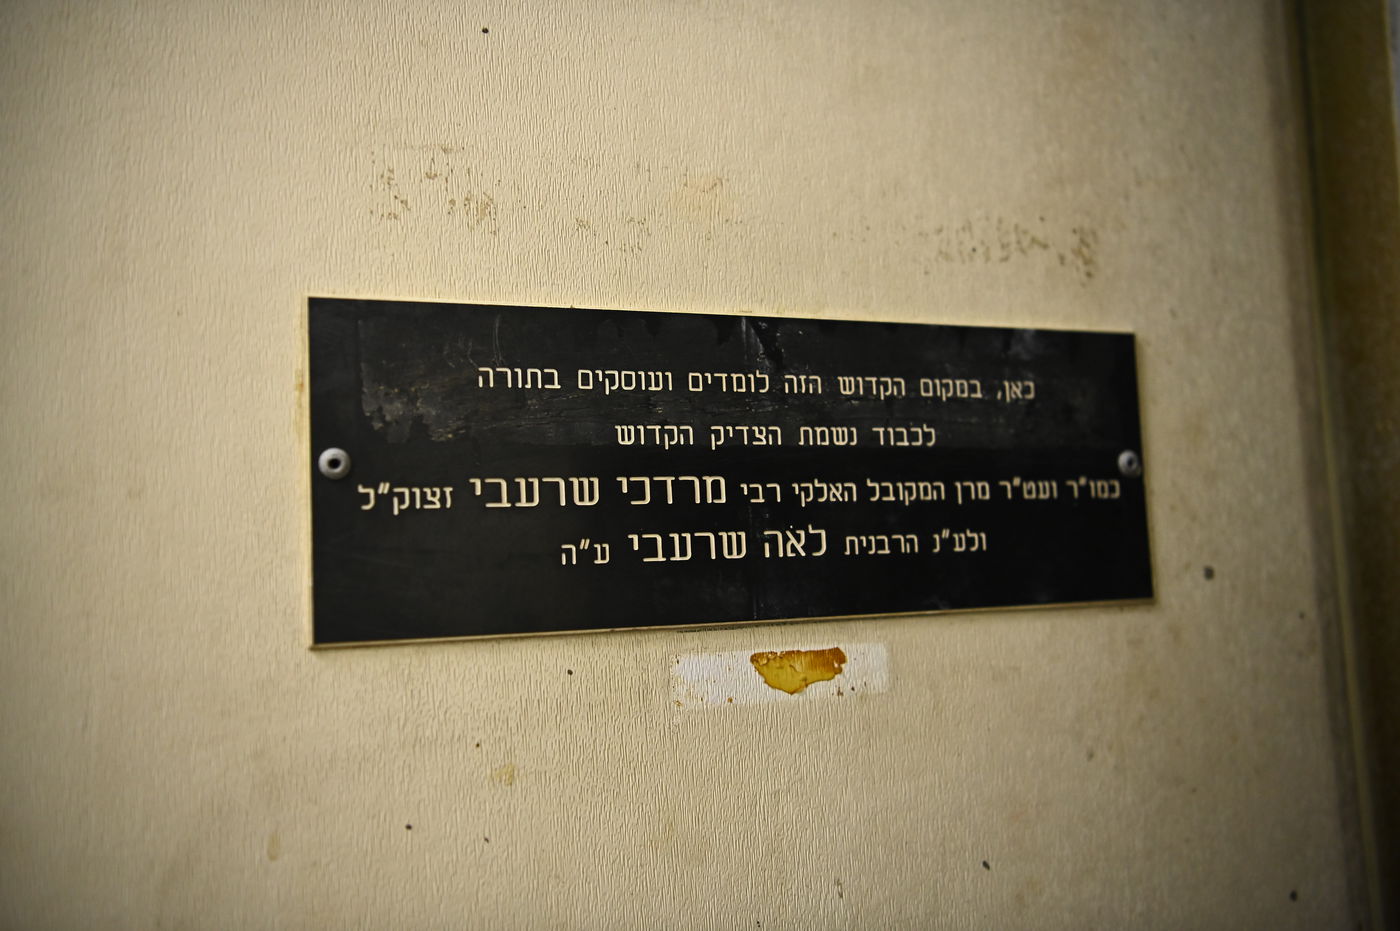 כאן, במקום הקדוש הזה לומדים ועוסקים בתורה
לכבוד נשמת הצדיק הקדוש
כמו"ר ועט"ר מרן המקובל האלקי רבי מרדכי שרעבי זצוק"ל
ולע"נ הרבנית לאה שרעבי ע"ה